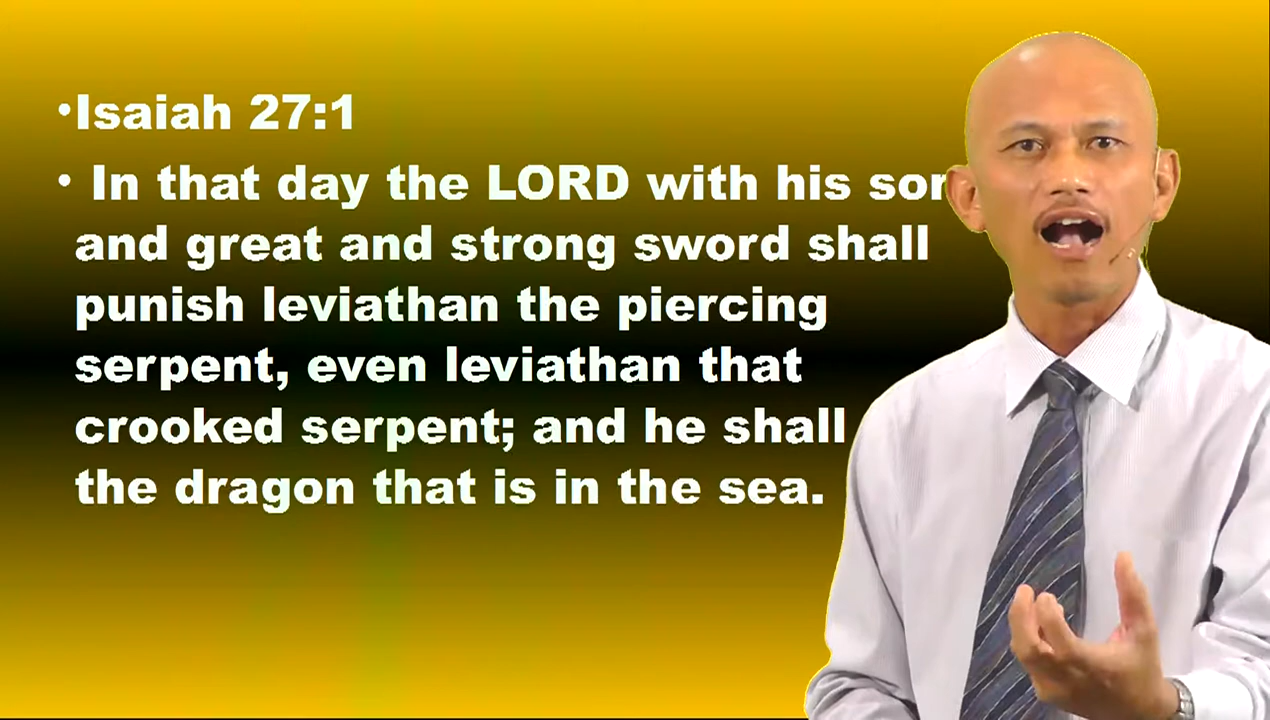 •Isaiah 27:1
• In that day the LORD with his
and great and strong sword shall
punish leviathan the piercing
serpent, even leviathan that
crooked serpent; and he shall
the dragon that is in the sea.